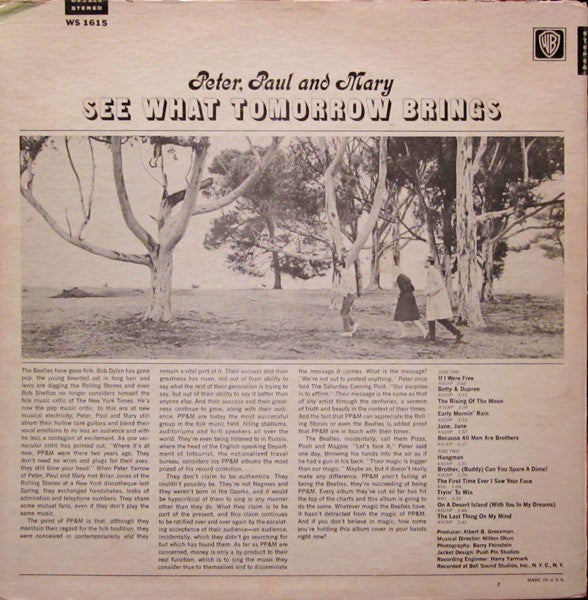 STEREO
WS 1615
WB
Peter, Paul and Mary
SEE WHAT TOMORROW BRINGS
The Beatles have gone folk, Bob Dylan has gone
pop, the young bearded set in long hair and
levis are digging the Rolling Stones and even
Bob Shelton no longer considers himself the
folk music critic of The New York Times. He's
now the pop music critic. In this era of new
musical electricity, Peter, Paul and Mary still
strum their hollow core guitars and blend their
vocal emotions to no less an audience and with
no less a contagion of excitement. As one ver-
nacular critic has pointed out, "Where it's at
now, PP&M were there two years ago. They
don't need no wires and plugs for their axes,
they still blow your head." When Peter Yarrow
of Peter, Paul and Mary met Brian Jones of the
Rolling Stones at a New York discotheque last
Spring, they exchanged handshakes, looks of
admiration and telephone numbers. They share
some mutual fans; even if they don't play the
same music.
The point of PP&M is that, although they
maintain their regard for the folk tradition, they
were conceived in contemporaneity and they
remain a vital part of it. Their success and their
greatness has risen, not out of their ability to
say what the rest of their generation is trying to
say, but out of their ability to say it better than
anyone else. And their success and their great-
ness continue to grow, along with their audi-
ence. PP&M are today the most successful
group in the folk music field, filling stadiums,
auditoriums and hi-fi speakers all over the
world. They're even being listened to in Russia,
where the head of the English speaking Depart-
ment of Intourist, the nationalized travel
bureau, considers his PP&M albums the most
prized of his record collection.
They don't claim to be authentics. They
couldn't possibly be. They're not Negroes and
they weren't born in the Ozarks, and it would
be hypocritical of them to sing in any manner
other than they do. What they claim is to be
part of the present, and this claim continues
to be ratified over and over again by the escalat-
ing acceptance of their audience—an audience,
incidentally, which they didn't go searching for
but which has found them. As far as PP&M are
concerned, money is only a by-product to their
real function, which is to sing the music they
consider true to themselves and to disseminate
the message it carries. What is the message?
"We're not out to protest anything," Peter once
told The Saturday Evening Post. "Our purpose
is to affirm." Their message is the same as that
of any artist through the centuries, a sermon
of truth and beauty in the context of their times.
And the fact that PP&M can appreciate the Roll-
ing Stones or even the Beatles is added proof
that PP&M are in touch with their times.
The Beatles, incidentally, call them Pizza,
Pooh and Magpie. "Let's face it," Peter said
one day, throwing his hands into the air as if
he had a gun in his back. "Their magic is bigger
than our magic." Maybe so, but it doesn't really
make any difference. PP&M aren't failing at
being the Beatles, they're succeeding at being
PP&M. Every album they've cut so far has hit
the top of the charts and this album is going to
do the same. Whatever magic the Beatles have,
it hasn't detracted from the magic of PP&M.
And if you don't believe in magic, how come
you're holding this album cover in your hands
right now?
SIDE ONE
If I Were Free
ASCAP
Betty & Dupree
ASCAP
The Rising Of The Moon
ASCAP
Early Mornin' Rain
ASCAP
Jane, Jane
ASCAP
Because All Men Are Brothers
ASCAP
SIDE TWO
Hangman
ASCAP
Brother, (Buddy) Can You Spare A Dime?
ASCAP
The First Time Ever I Saw Your Face
BMI
Tryin' To Win
ASCAP
On A Desert Island (With You In My Dreams)
ASCAP
The Last Thing On My Mind
ASCAP
Producer: Albert B. Grossman
Musical Director: Milton Okun
Photography: Barry Feinstein
Jacket Design: Push Pin Studios
Recording Engineer: Harry Yarmark
Recorded at Bell Sound Studios, Inc., N.Y.C., N.Y.
MADE IN U.S.A.